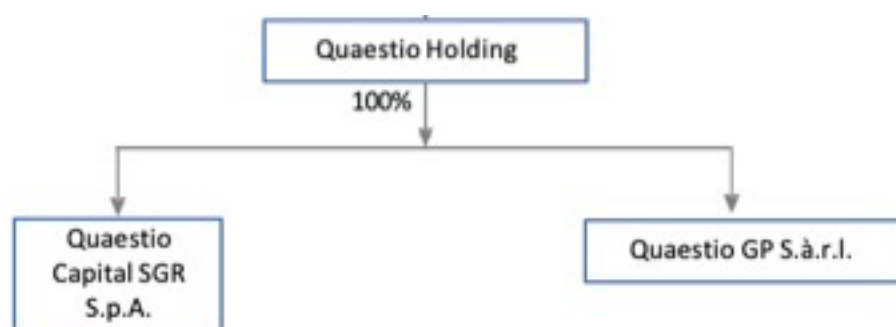 Quaestio Holding
100%
Quaestio
Capital SGR
S.p.A.
Quaestio GP S.à.r.l.